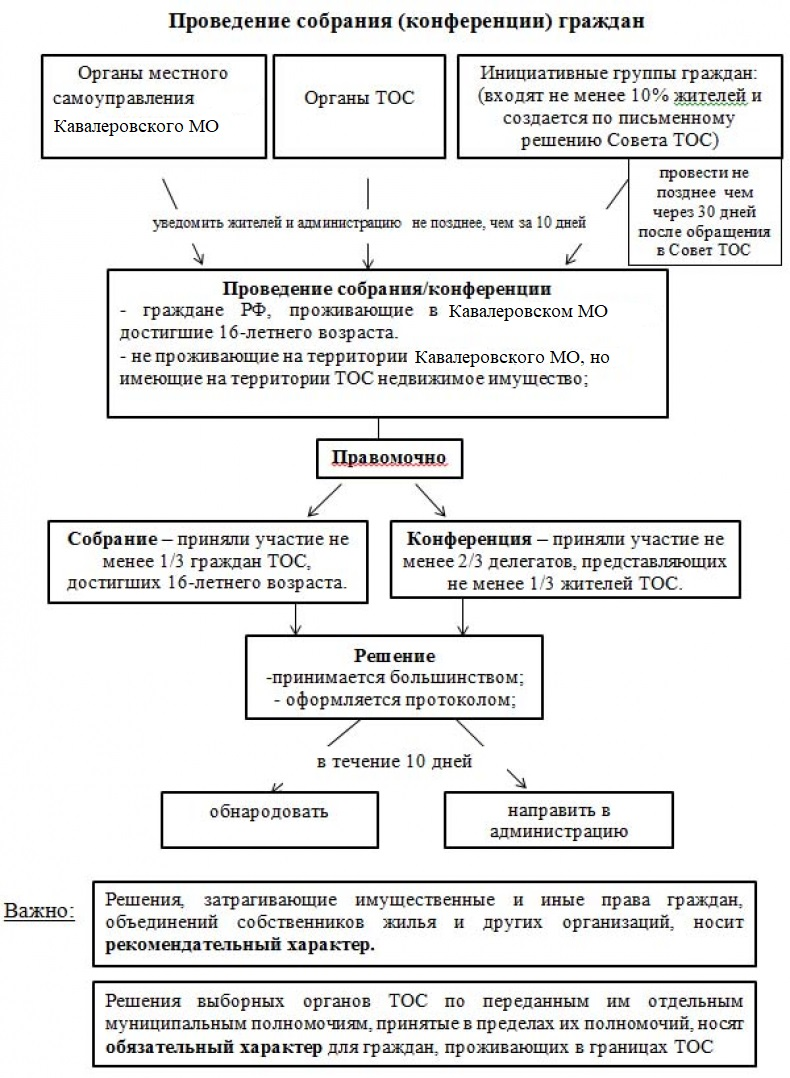 Проведение собрания (конференции) граждан
Органы местного
самоуправления
Кавалеровского МО
Органы ТОС
Инициативные группы граждан:
(входят не менее 10% жителей и
создается по письменному
решению Совета ТОС)
провести не
позднее чем
через 30 дней
после обращения
в Совет ТОС
уведомить жителей и администрацию не позднее, чем за 10 дней
Проведение собрания/конференции
- граждане РФ, проживающие в Кавалеровском МО
достигшие 16-летнего возраста.
- не проживающие на территории Кавалеровского МО, но
имеющие на территории ТОС недвижимое имущество;
Правомочно
Собрание – приняли участие не
менее 1/3 граждан ТОС,
достигших 16-летнего возраста.
Конференция – приняли участие не
менее 2/3 делегатов, представляющих
не менее 1/3 жителей ТОС.
Решение
-принимается большинством;
- оформляется протоколом;
в течение 10 дней
обнародовать
направить в
администрацию
Важно:
Решения, затрагивающие имущественные и иные права граждан,
объединений собственников жилья и других организаций, носит
рекомендательный характер.
Решения выборных органов ТОС по переданным им отдельным
муниципальным полномочиям, принятые в пределах их полномочий, носят
обязательный характер для граждан, проживающих в границах ТОС